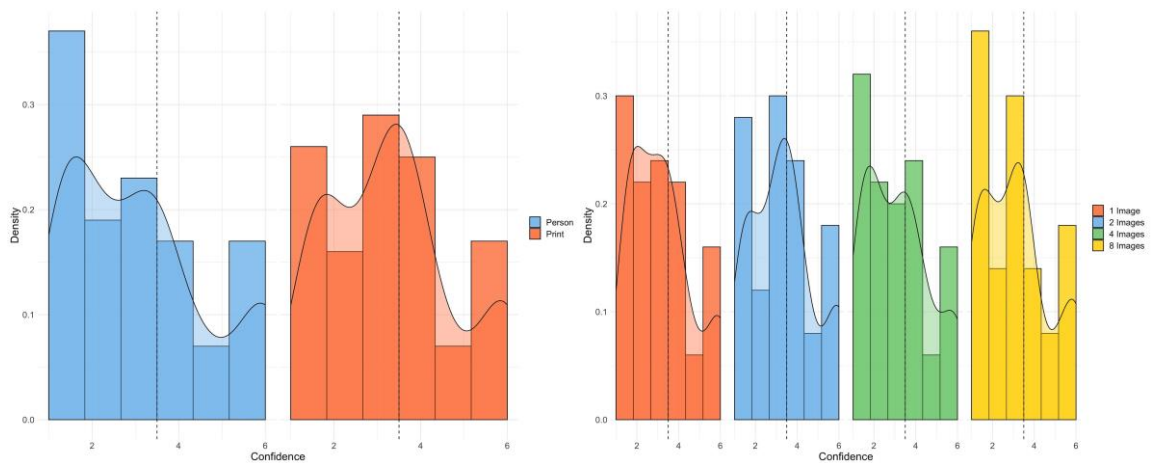 Density
0.3
0.2
0.1
0.0
2 4 6 2 4 6
Confidence
Person
Print
Density
0.3
0.2
0.1
0.0
2 4 6 2 4 6 2 4 6 2 4 6
Confidence
1 Image
2 Images
4 Images
8 Images